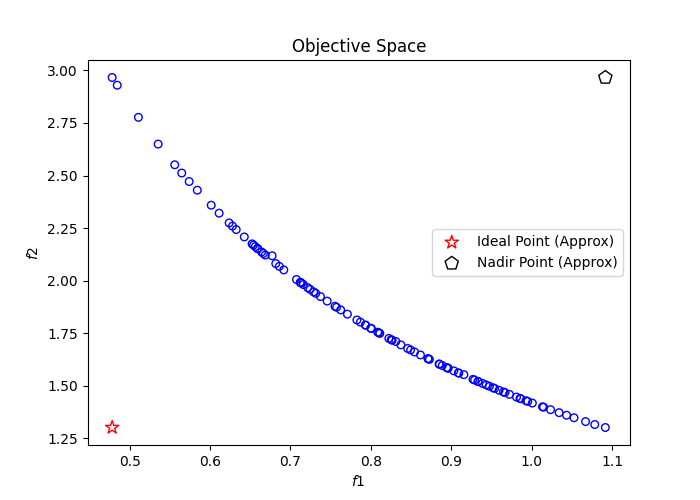 Objective Space
3.00
2.75
2.50
2.25
2.00
1.75
1.50
1.25
f2
Ideal Point (Approx)
Nadir Point (Approx)
0.5 0.6 0.7 0.8 0.9 1.0 1.1
f1